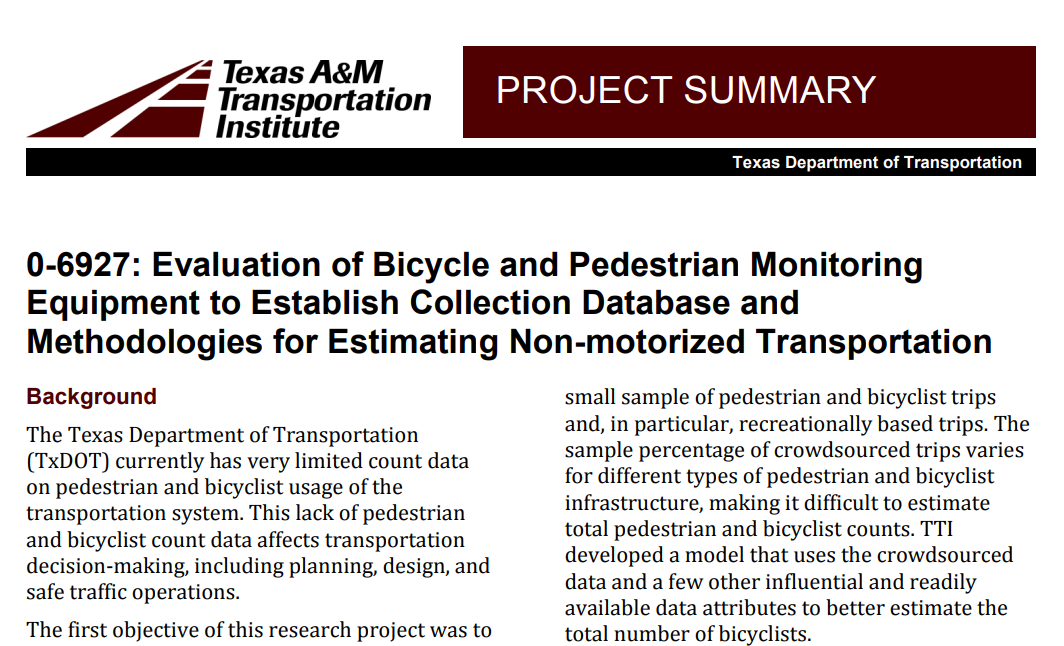 Texas A&M
Transportation
Institute
PROJECT SUMMARY
Texas Department of Transportation
0-6927: Evaluation of Bicycle and Pedestrian Monitoring
Equipment to Establish Collection Database and
Methodologies for Estimating Non-motorized Transportation
Background
The Texas Department of Transportation
(TxDOT) currently has very limited count data
on pedestrian and bicyclist usage of the
transportation system. This lack of pedestrian
and bicyclist count data affects transportation
decision-making, including planning, design, and
safe traffic operations.
The first objective of this research project was to
small sample of pedestrian and bicyclist trips
and, in particular, recreationally based trips. The
sample percentage of crowdsourced trips varies
for different types of pedestrian and bicyclist
infrastructure, making it difficult to estimate
total pedestrian and bicyclist counts. TTI
developed a model that uses the crowdsourced
data and a few other influential and readily
available data attributes to better estimate the
total number of bicyclists.